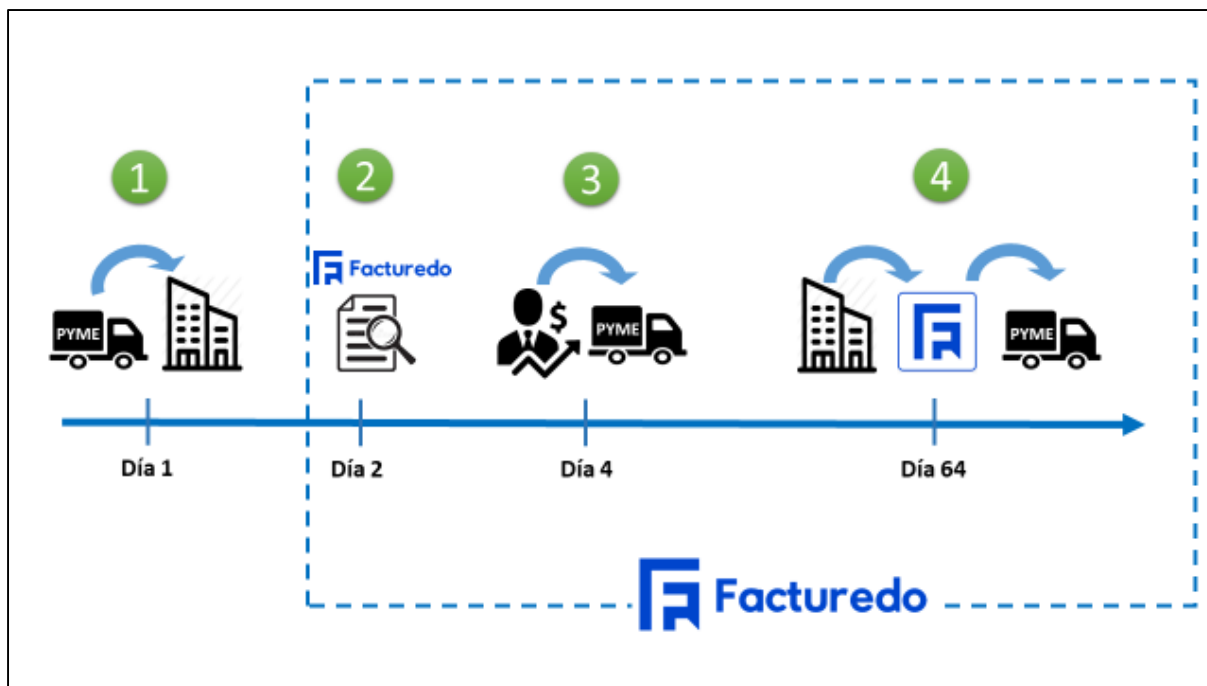 1
2
3
4
Facturedo
PYME
$
PYME
PYME
Día 1
Día 2
Día 4
Día 64
Facturedo